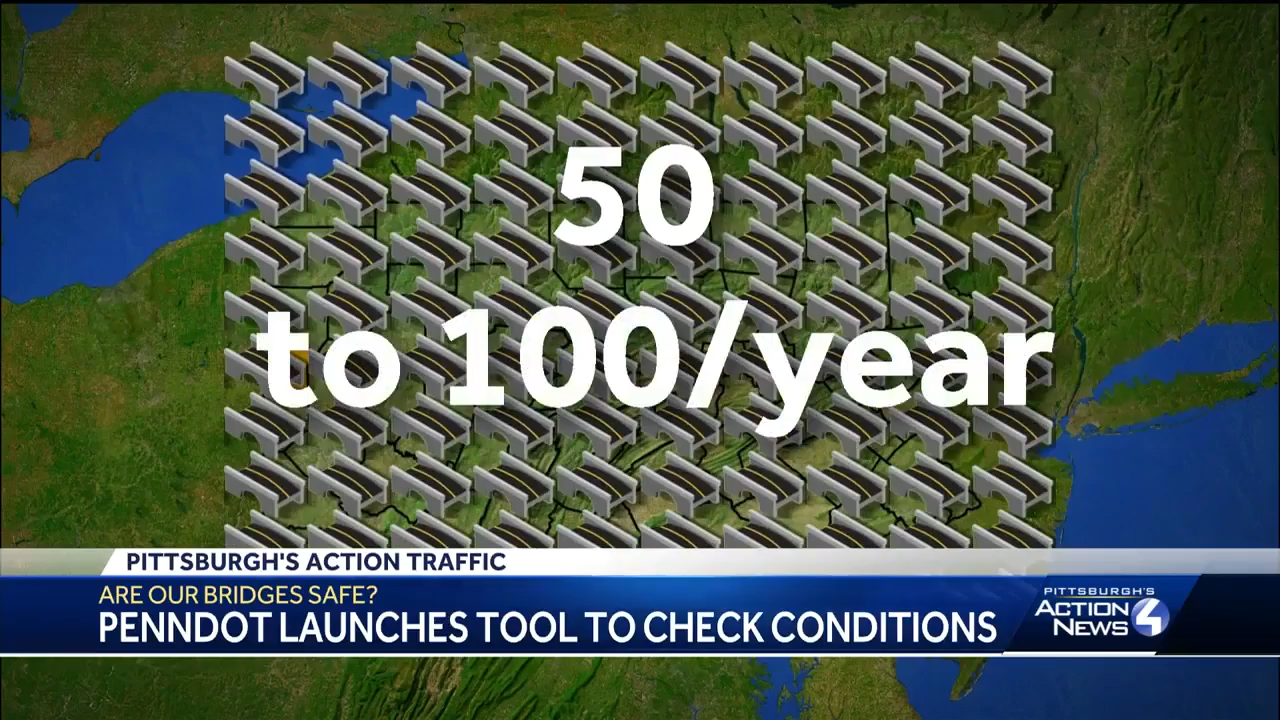 50
to 100/year
PITTSBURGH'S ACTION TRAFFIC
ARE OUR BRIDGES SAFE?
PENNDOT LAUNCHES TOOL TO CHECK CONDITIONS
PITTSBURGH'S
ACTION
NEWS 4